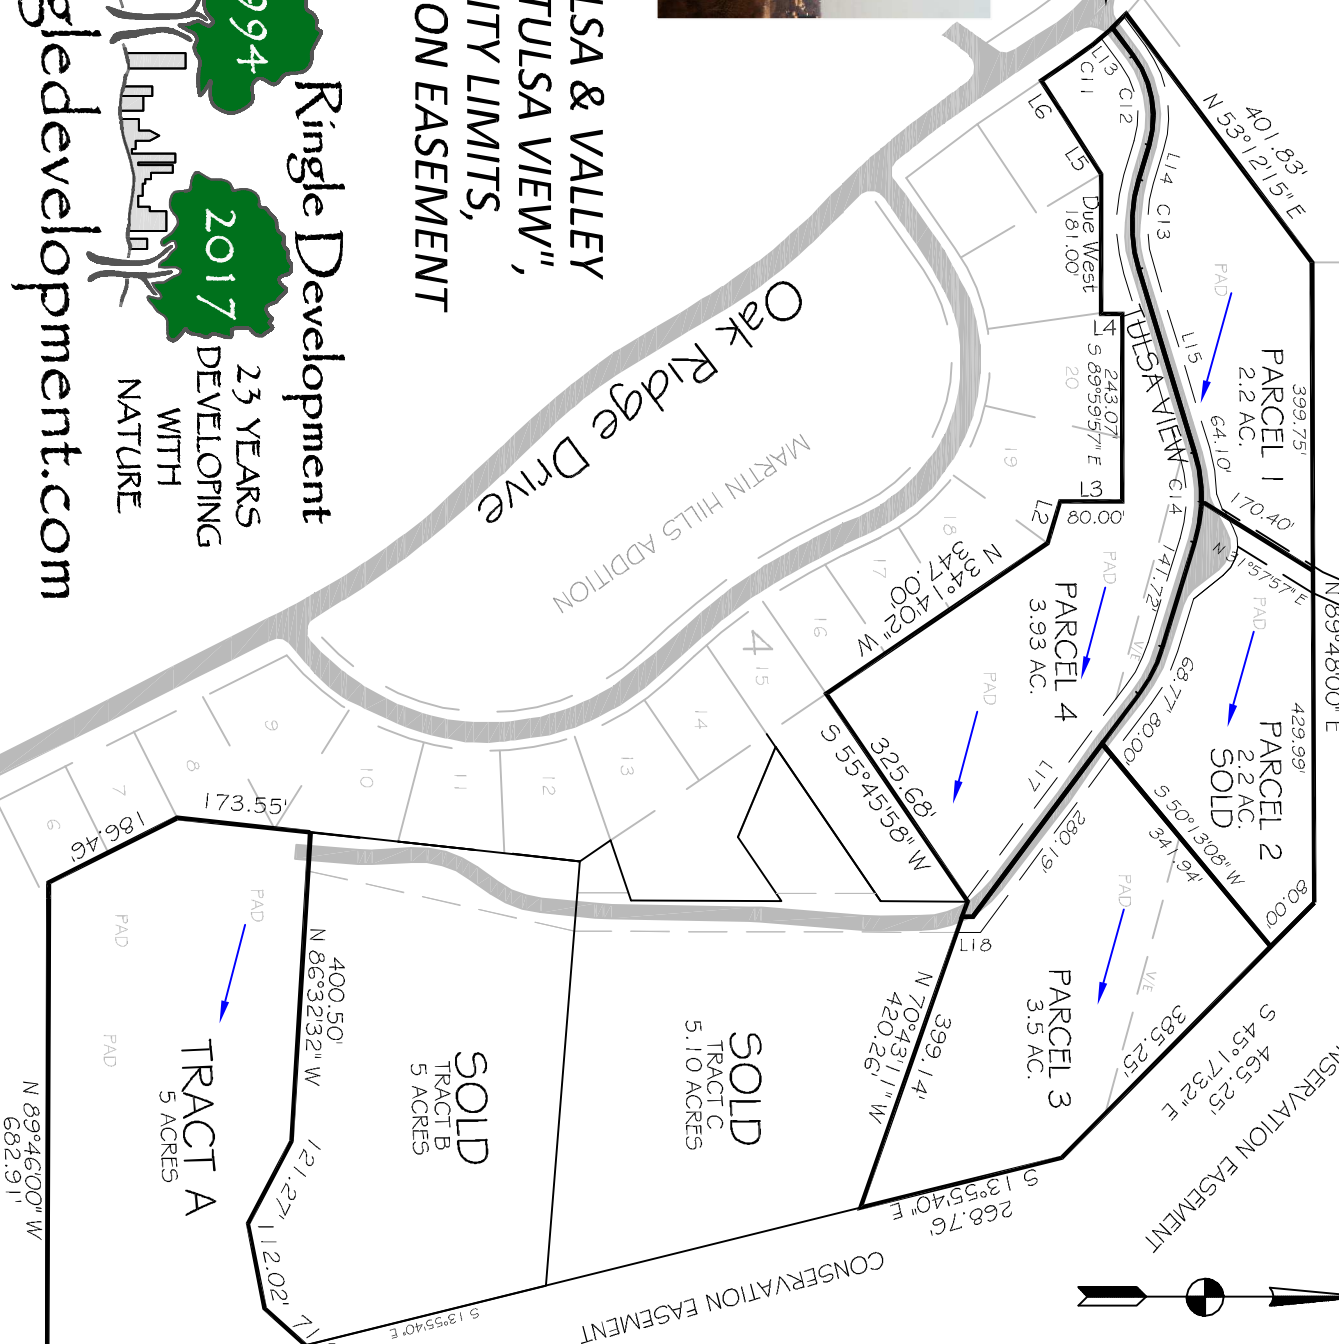 LSA & VALLEY
TULSA VIEW",
ITY LIMITS,
ON EASEMENT
994
2017
Ringle Development
23 YEARS
DEVELOPING
WITH
NATURE
gledevelopment.com
Oak Ridge Drive
MARTIN HILLS ADDITION
TULSA VIEW
401.83'
N 53°12'15" E
L13
C11
C12
L6
L5
L14
C13
Due West
181.00'
L4
243.07'
S 89°59'57" E
L3
80.00'
L2
L15
64.10'
C14
PAD
PARCEL 1
2.2 AC.
399.75'
170.40'
N 31°57'57" E
N 89°48'00" E
141.72'
68.77'
80.00'
PAD
PARCEL 2
2.2 AC.
SOLD
429.99'
80.00'
S 50°13'08" W
341.94'
N 34°14'02" W
347.00'
PAD
PARCEL 4
3.93 AC.
V/E
PAD
325.68'
S 55°45'58" W
L17
280.19'
L18
PAD
PARCEL 3
3.5 AC.
V/E
385.25'
465.25'
S 45°17'32" E
399.14'
N 70°43'11" W
420.26'
268.76'
S 13°55'40" E
CONSERVATION EASEMENT
NSERVATION EASEMENT
20
19
18
17
16
4
15
14
13
12
11
10
9
8
7
6
173.55'
186.46'
PAD
PAD
PAD
TRACT A
5 ACRES
N 89°46'00" W
682.91'
400.50'
N 86°32'32" W
121.27'
112.02'
71
SOLD
TRACT B
5 ACRES
SOLD
TRACT C
5.10 ACRES
S 13°55'40" E